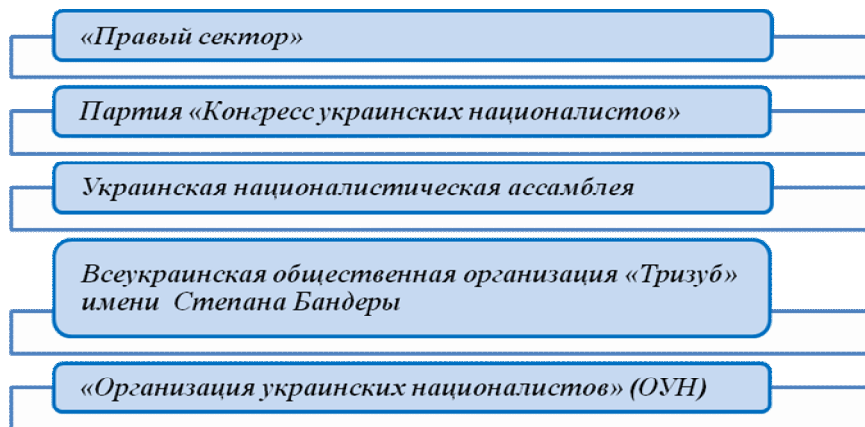 «Правый сектор»
Партия «Конгресс украинских националистов»
Украинская националистическая ассамблея
Всеукраинская общественная организация «Тризуб»
имени Степана Бандеры
«Организация украинских националистов» (ОУН)